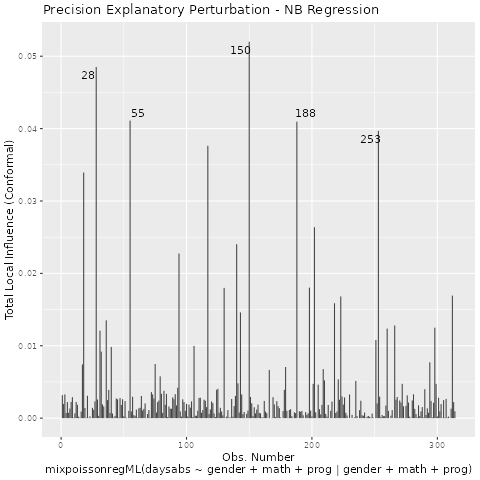 Precision Explanatory Perturbation - NB Regression
150
28
55
188
253
0.05
0.04
0.03
0.02
0.01
0.00
Total Local Influence (Conformal)
0 100 200 300
Obs. Number
mixpoissonregML(daysabs ~ gender + math + prog | gender + math + prog)